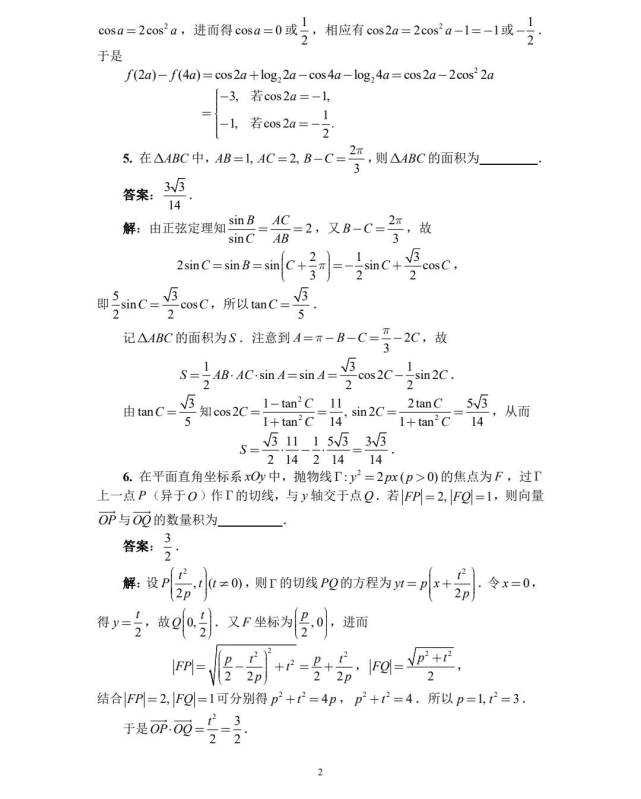 cos a = 2cos² a，进而得 cos a = 0 或 1/2，相应有 cos 2a = 2cos² a − 1 = −1 或 −1/2．
于是
f(2a) − f(4a) = cos 2a + log₂ 2a − cos 4a − log₂ 4a = cos 2a − 2cos² 2a
= { −3, 若 cos 2a = −1,
−1, 若 cos 2a = −1/2.
5. 在 ΔABC 中，AB = 1, AC = 2, B − C = 2π/3，则 ΔABC 的面积为________．
答案：3√3/14．
解：由正弦定理知 sin B/sin C = AC/AB = 2，又 B − C = 2π/3，故
2sin C = sin B = sin(C + 2/3 π) = −1/2 sin C + √3/2 cos C，
即 5/2 sin C = √3/2 cos C，所以 tan C = √3/5．
记 ΔABC 的面积为 S．注意到 A = π − B − C = π/3 − 2C，故
S = 1/2 AB · AC · sin A = sin A = √3/2 cos 2C − 1/2 sin 2C．
由 tan C = √3/5 知 cos 2C = (1 − tan² C)/(1 + tan² C) = 11/14, sin 2C = 2 tan C/(1 + tan² C) = 5√3/14，从而
S = √3/2 · 11/14 − 1/2 · 5√3/14 = 3√3/14．
6. 在平面直角坐标系 xOy 中，抛物线 Γ : y² = 2px (p > 0) 的焦点为 F，过 Γ
上一点 P（异于 O）作 Γ 的切线，与 y 轴交于点 Q．若 |FP| = 2, |FQ| = 1，则向量
OP 与 OQ 的数量积为________．
答案：3/2．
解：设 P(t²/2p, t)(t ≠ 0)，则 Γ 的切线 PQ 的方程为 yt = p(x + t²/2p)．令 x = 0，
得 y = t/2，故 Q(0, t/2)．又 F 坐标为 (p/2, 0)，进而
|FP| = √((p/2 − t²/2p)² + t²) = p/2 + t²/2p，|FQ| = √(p² + t²)/2，
结合 |FP| = 2, |FQ| = 1 可分别得 p² + t² = 4p，p² + t² = 4．所以 p = 1, t² = 3．
于是 OP · OQ = t²/2 = 3/2．
2